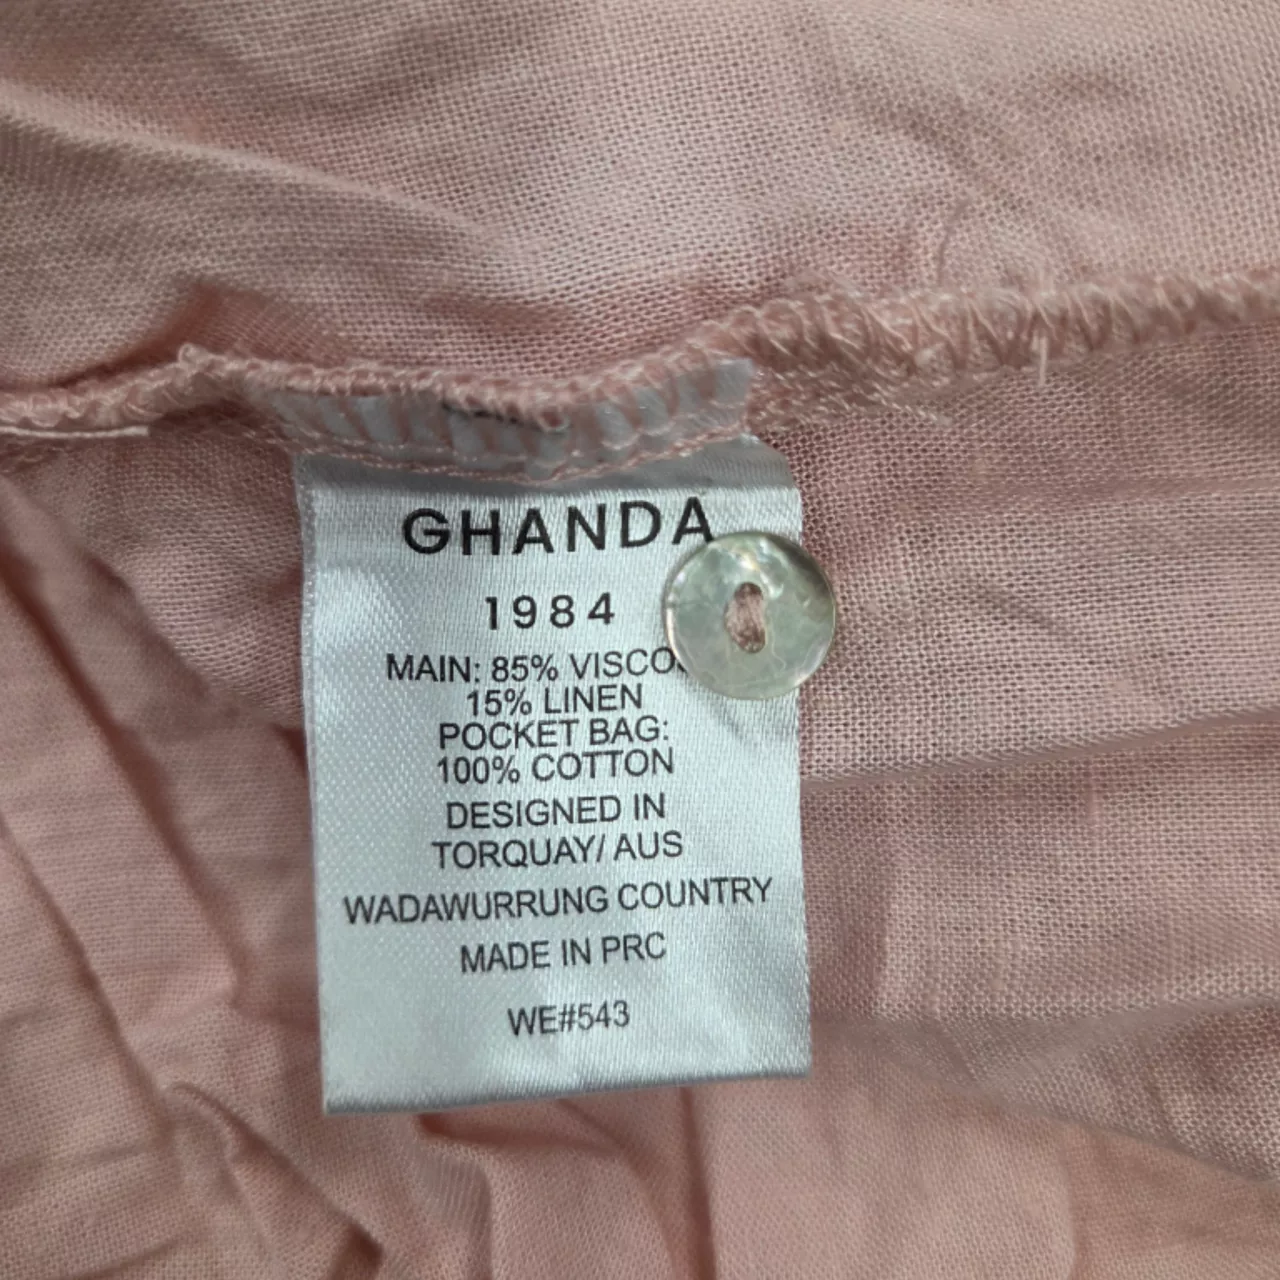 GHANDA
1984
MAIN: 85%
15% LINEN
POCKET BAG:
100% COTTON
DESIGNED IN
TORQUAY/ AUS
WADAWURRUNG COUNTRY
MADE IN PRC
WE#543